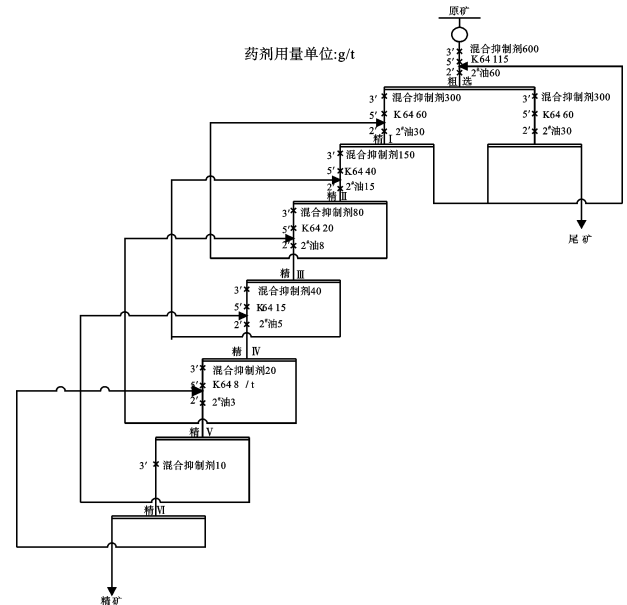 原矿
药剂用量单位:g/t
3′ 混合抑制剂600
5′ K64 115
2′ 2#油60
粗 选
3′ 混合抑制剂300
3′ 混合抑制剂300
5′ K64 60
5′ K64 60
2′ 2#油30
2′ 2#油30
精 Ⅰ
3′ 混合抑制剂150
5′ K64 40
2′ 2#油15
精 Ⅱ
3′ 混合抑制剂80
5′ K64 20
2′ 2#油8
尾 矿
精 Ⅲ
3′ 混合抑制剂40
5′ K64 15
2′ 2#油5
精 Ⅳ
3′ 混合抑制剂20
5′ K64 8 /t
2′ 2#油3
精 Ⅴ
3′ 混合抑制剂10
精 Ⅵ
精矿